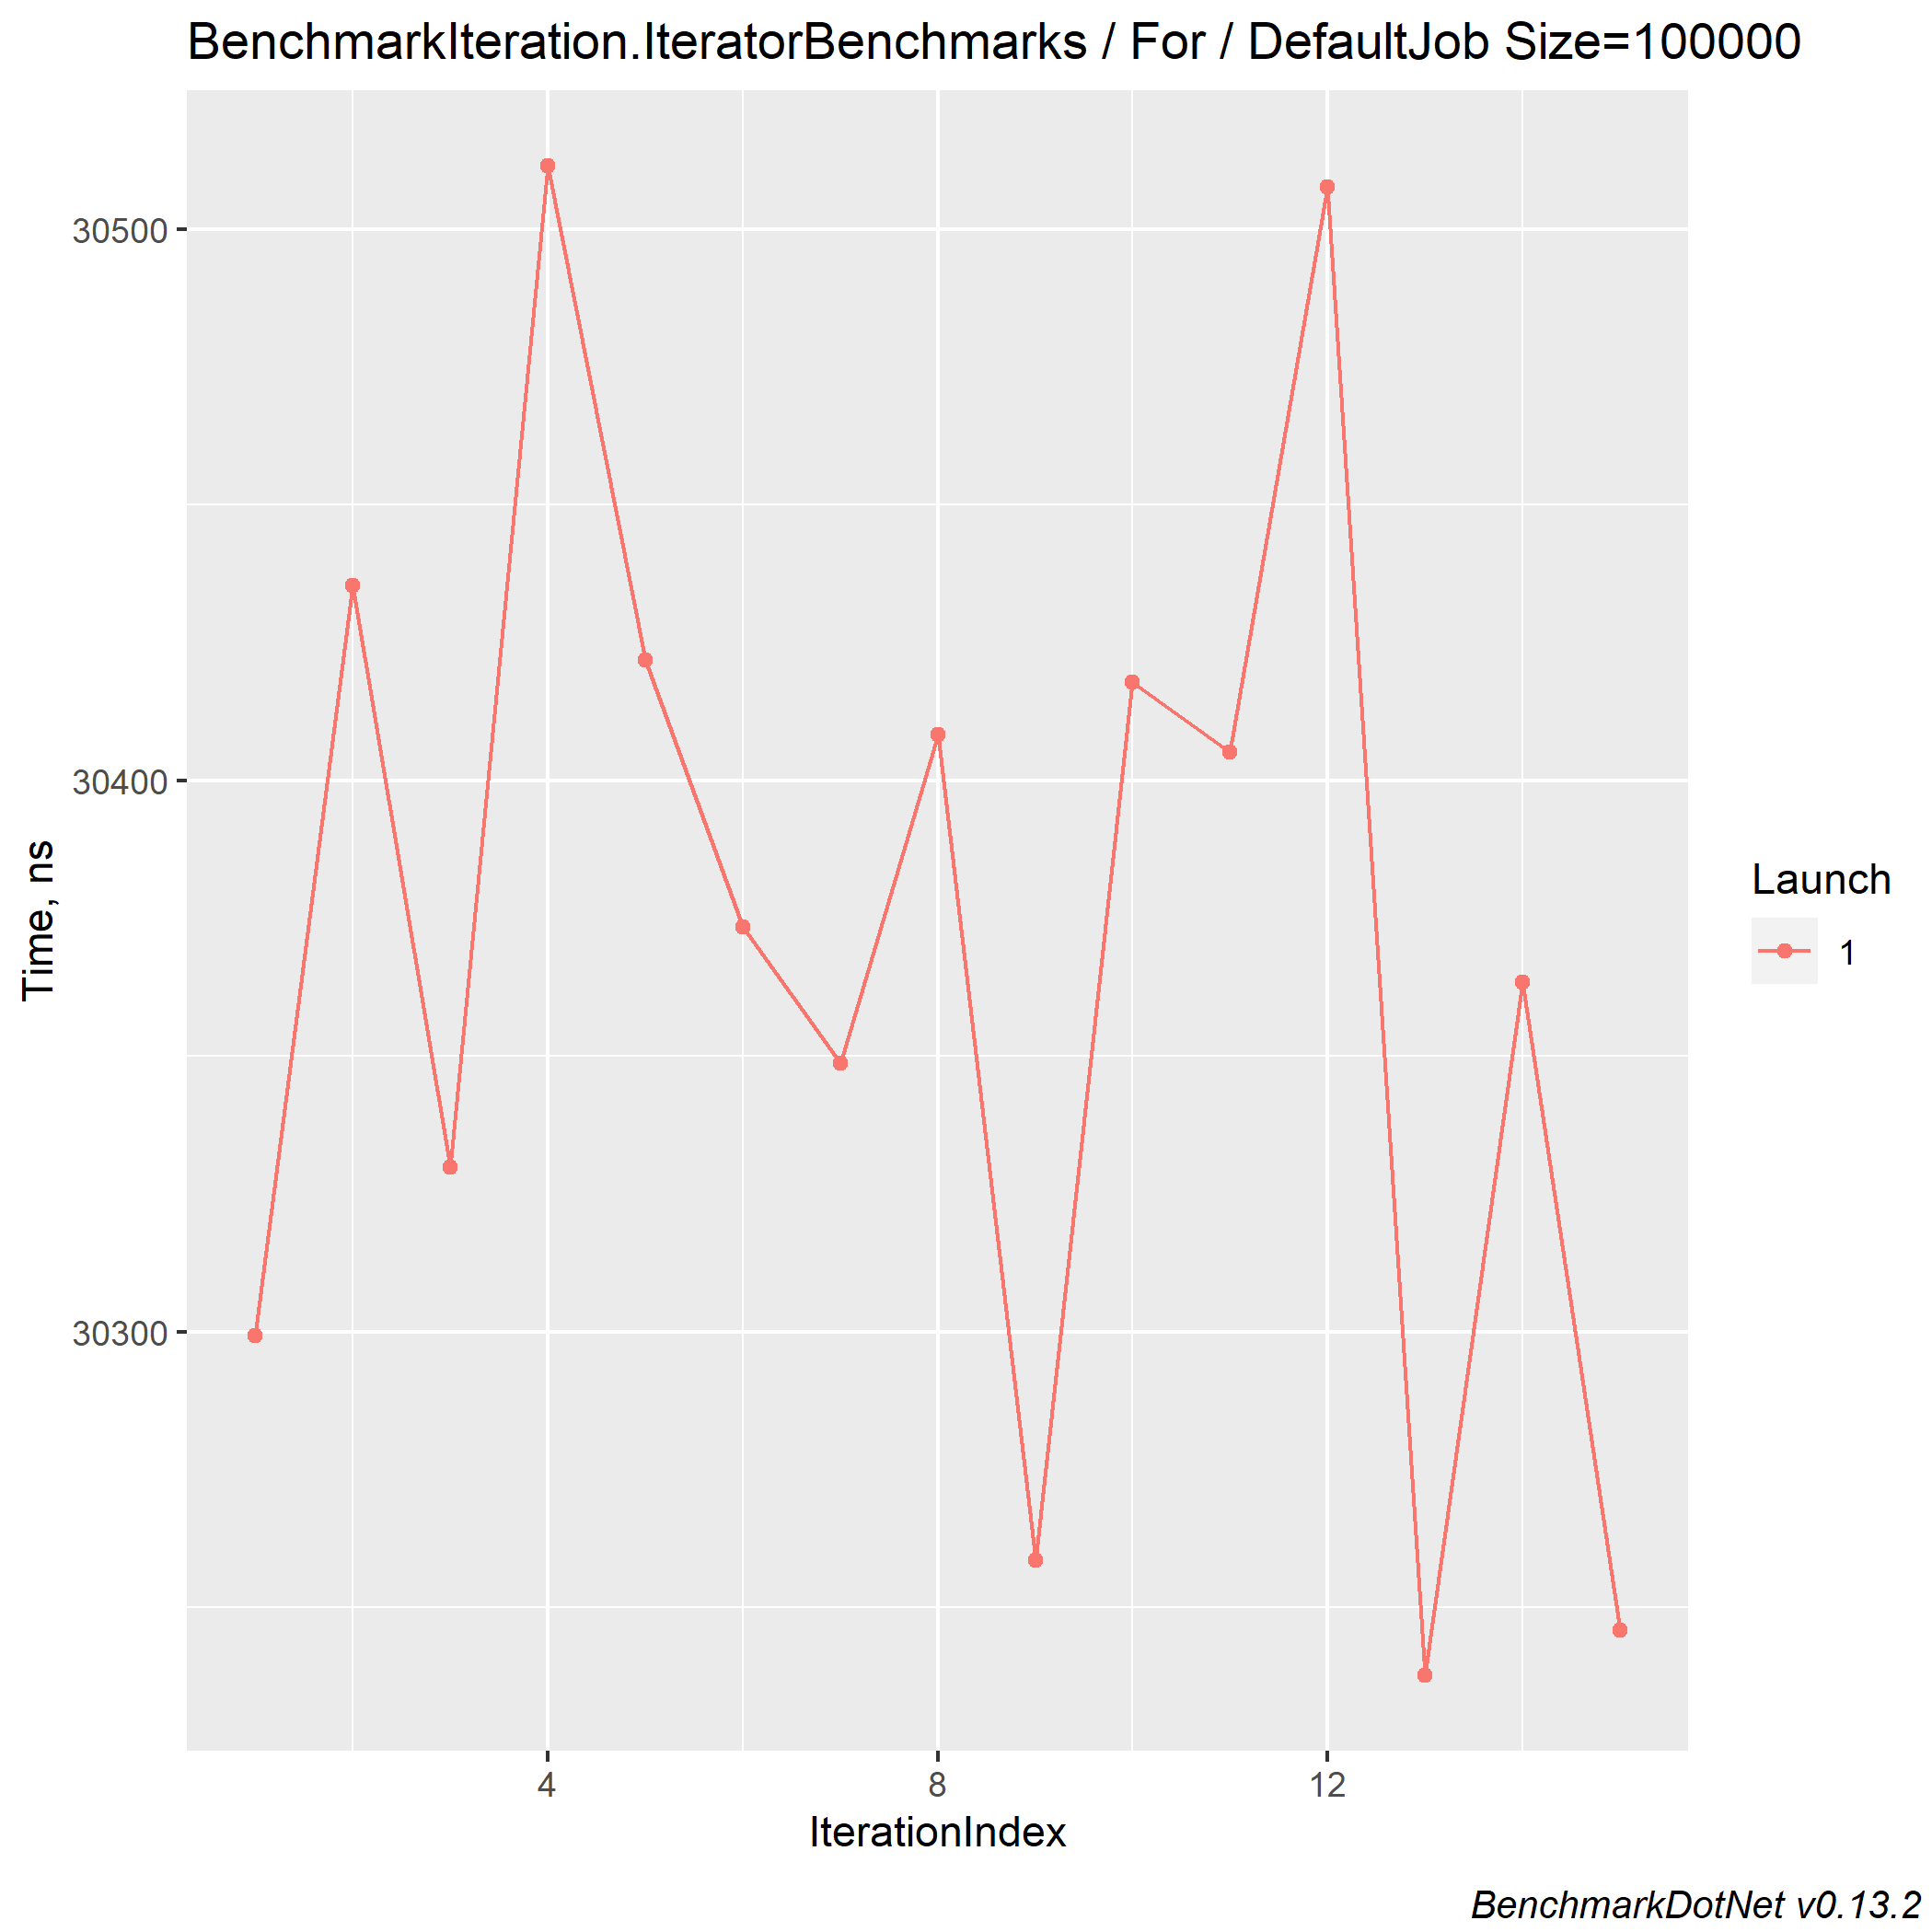 BenchmarkIteration.IteratorBenchmarks / For / DefaultJob Size=100000
30500
30400
30300
Time, ns
Launch
1
4
8
12
IterationIndex
BenchmarkDotNet v0.13.2